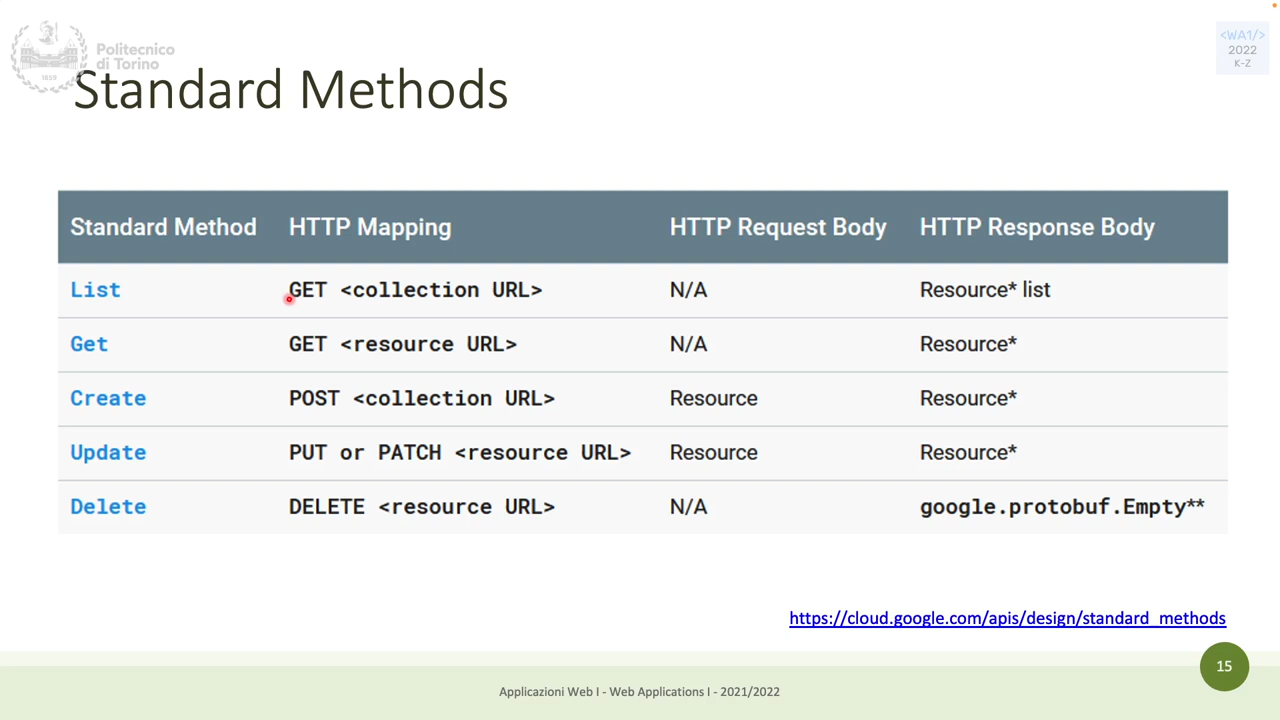 Politecnico
di Torino
1859
<WA1/>
2022
K-Z
Standard Methods
Standard Method HTTP Mapping HTTP Request Body HTTP Response Body
List GET <collection URL> N/A Resource* list
Get GET <resource URL> N/A Resource*
Create POST <collection URL> Resource Resource*
Update PUT or PATCH <resource URL> Resource Resource*
Delete DELETE <resource URL> N/A google.protobuf.Empty**
https://cloud.google.com/apis/design/standard_methods
15
Applicazioni Web I - Web Applications I - 2021/2022